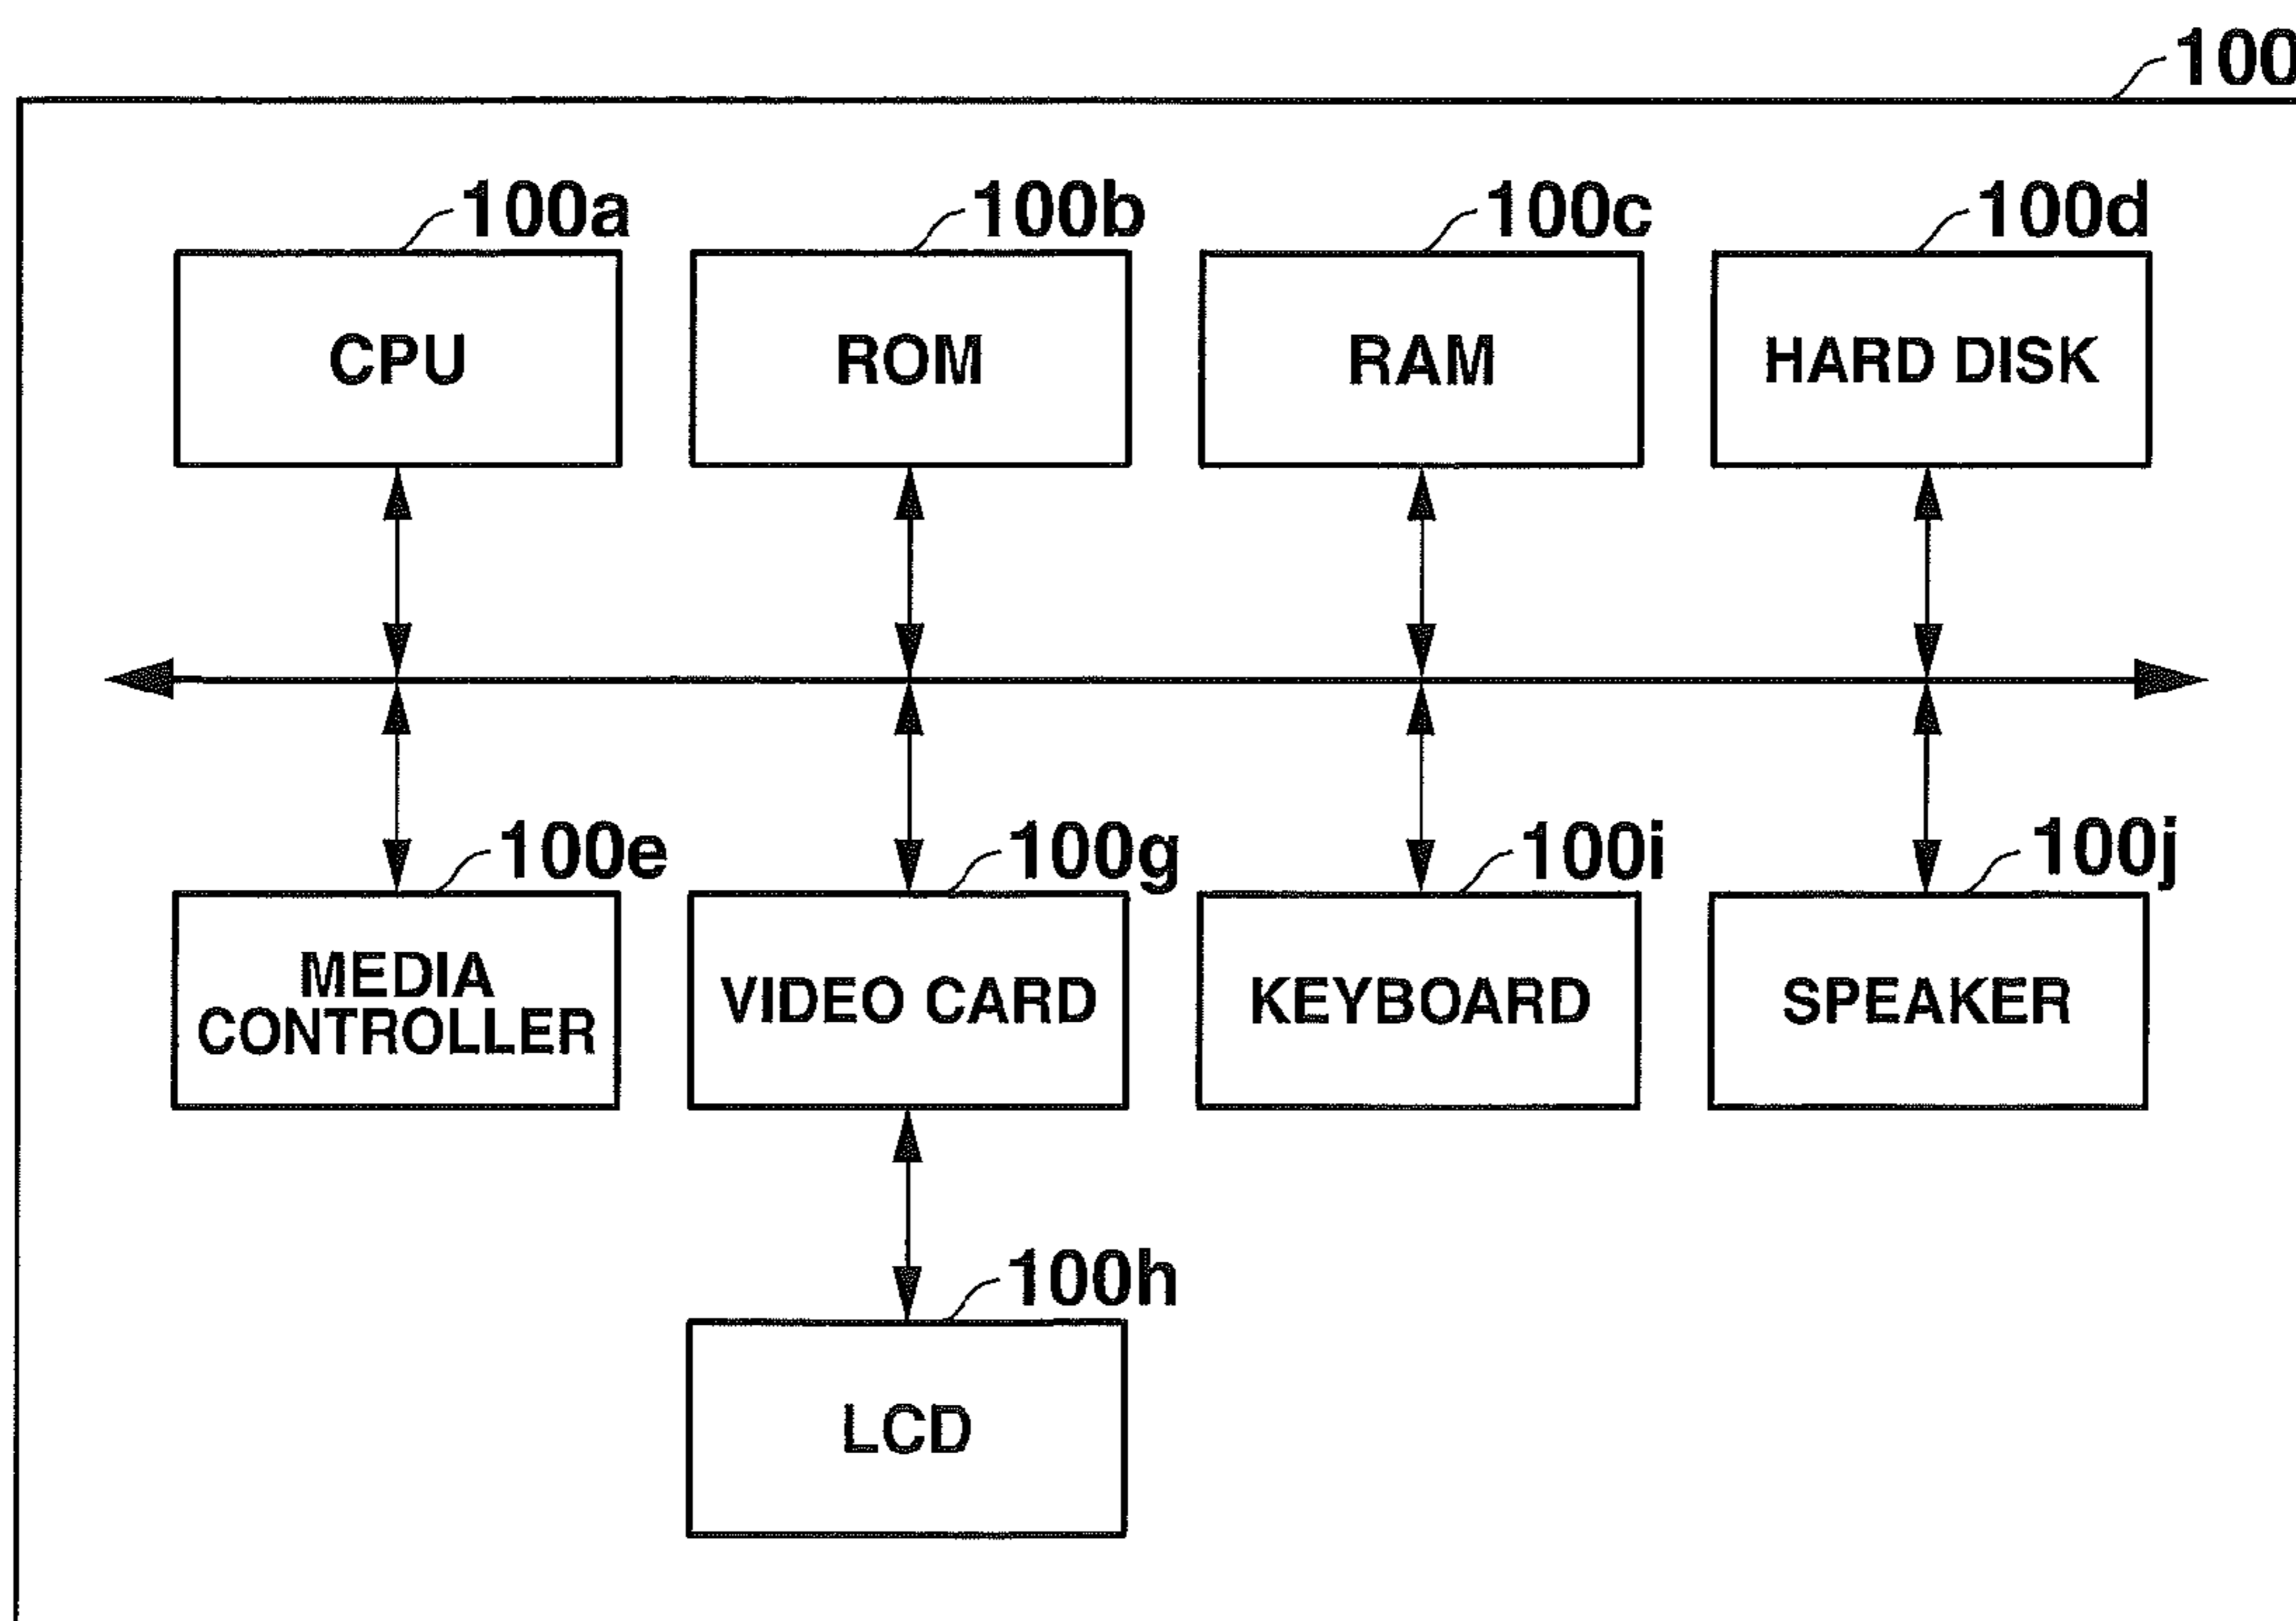 100
100a
100b
100c
100d
CPU
ROM
RAM
HARD DISK
100e
100g
100i
100j
MEDIA
CONTROLLER
VIDEO CARD
KEYBOARD
SPEAKER
100h
LCD